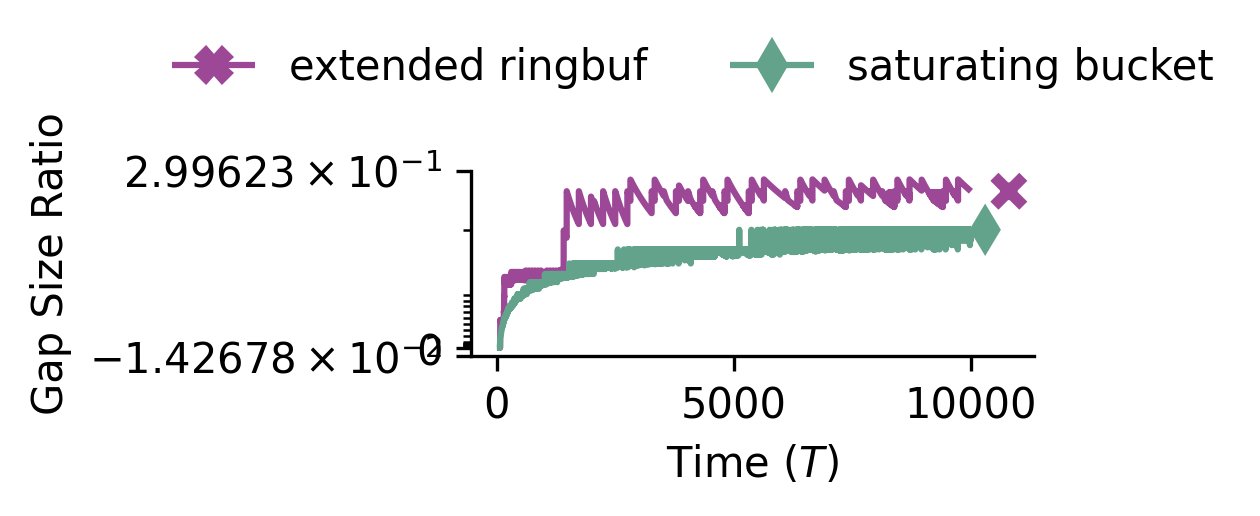 extended ringbuf
saturating bucket
Gap Size Ratio
2.99623 × 10⁻¹
0
−1.42678 × 10⁻²
0
5000
10000
Time (T)